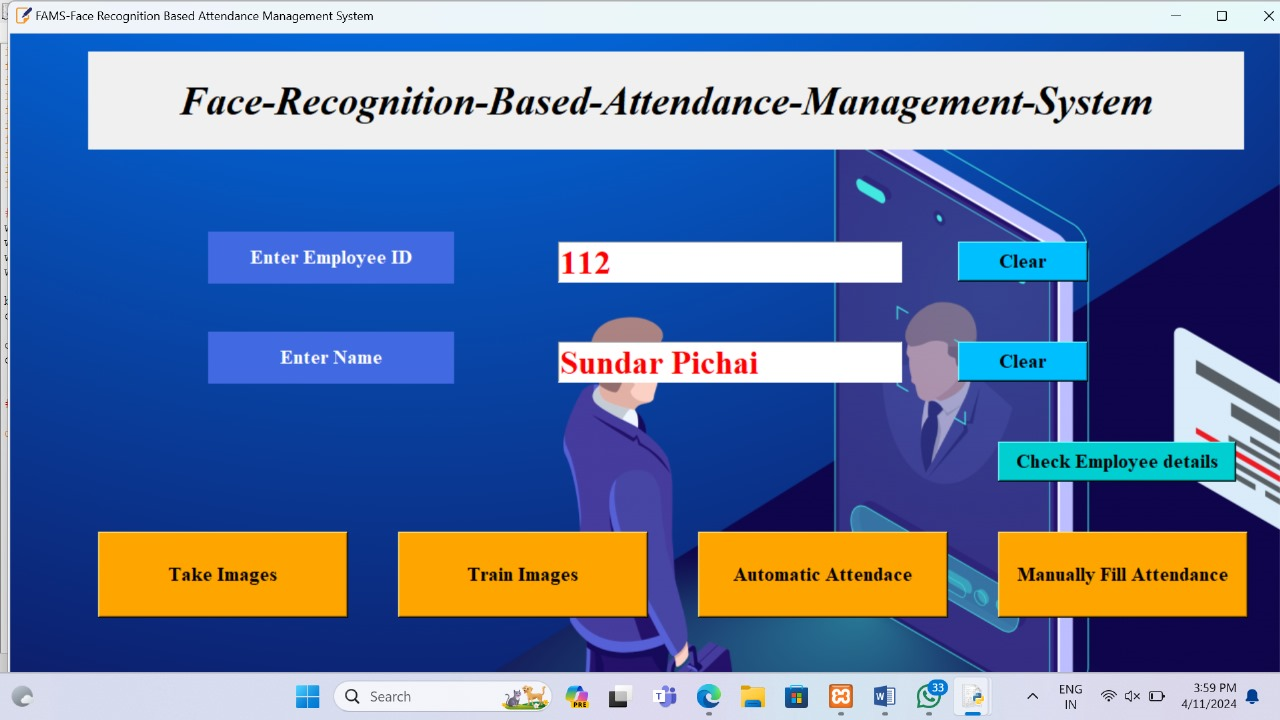 FAMS-Face Recognition Based Attendance Management System
Face-Recognition-Based-Attendance-Management-System
Enter Employee ID
112
Clear
Enter Name
Sundar Pichai
Clear
Check Employee details
Take Images
Train Images
Automatic Attendace
Manually Fill Attendance
Search
PRE
33
ENG
IN
3:59 PM
4/11/2024